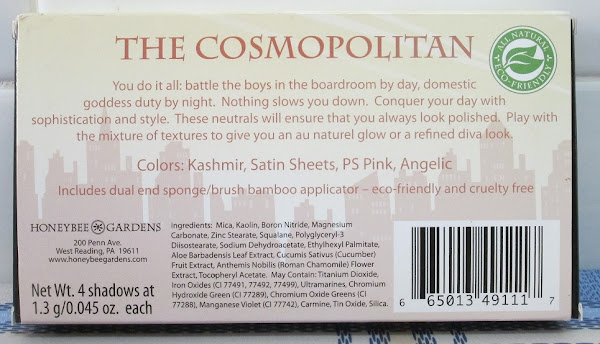 THE COSMOPOLITAN
ALL NATURAL
ECO-FRIENDLY
You do it all: battle the boys in the boardroom by day, domestic
goddess duty by night. Nothing slows you down. Conquer your day with
sophistication and style. These neutrals will ensure that you always look polished. Play with
the mixture of textures to give you an au naturel glow or a refined diva look.
Colors: Kashmir, Satin Sheets, PS Pink, Angelic
Includes dual end sponge/brush bamboo applicator – eco-friendly and cruelty free
HONEYBEE GARDENS
200 Penn Ave.
West Reading, PA 19611
www.honeybeegardens.com
Net Wt. 4 shadows at
1.3 g/0.045 oz. each
Ingredients: Mica, Kaolin, Boron Nitride, Magnesium
Carbonate, Zinc Stearate, Squalane, Polyglyceryl-3
Diisostearate, Sodium Dehydroacetate, Ethylhexyl Palmitate,
Aloe Barbadensis Leaf Extract, Cucumis Sativus (Cucumber)
Fruit Extract, Anthemis Nobilis (Roman Chamomile) Flower
Extract, Tocopheryl Acetate. May Contain: Titanium Dioxide,
Iron Oxides (CI 77491, 77492, 77499), Ultramarines, Chromium
Hydroxide Green (CI 77289), Chromium Oxide Greens (CI
77288), Manganese Violet (CI 77742), Carmine, Tin Oxide, Silica.
6 65013 49111 7